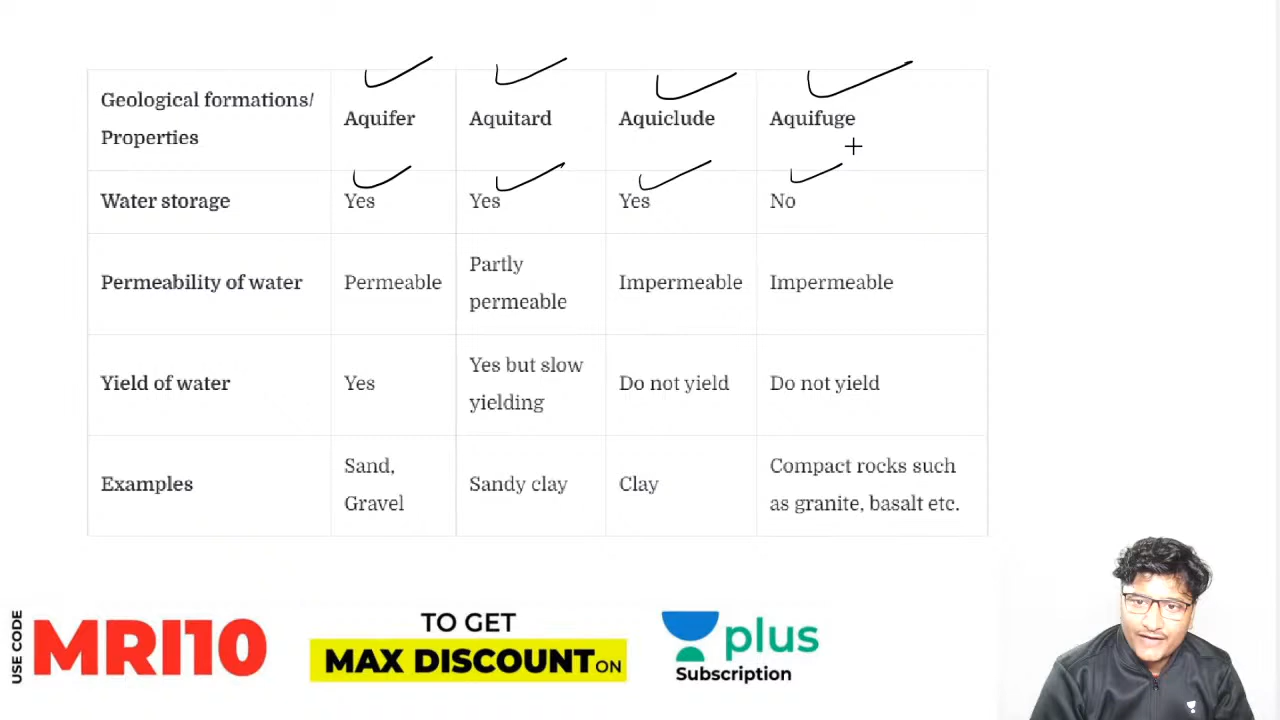 Geological formations/
Properties
Aquifer
Aquitard
Aquiclude
Aquifuge
Water storage
Yes
Yes
Yes
No
Permeability of water
Permeable
Partly
permeable
Impermeable
Impermeable
Yield of water
Yes
Yes but slow
yielding
Do not yield
Do not yield
Examples
Sand,
Gravel
Sandy clay
Clay
Compact rocks such
as granite, basalt etc.
USE CODE
MRI10
TO GET
MAX DISCOUNT ON
plus
Subscription